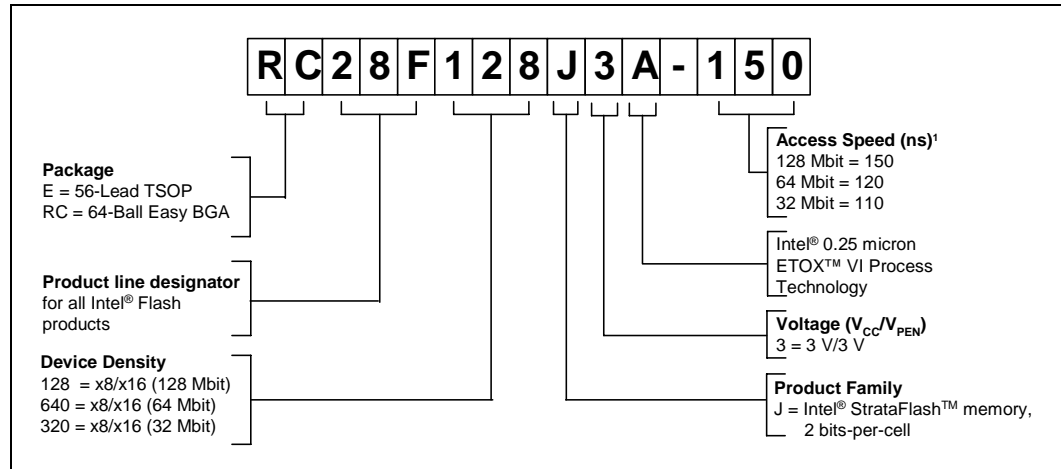 RC28F128J3A-150
Package
E = 56-Lead TSOP
RC = 64-Ball Easy BGA
Product line designator
for all Intel® Flash
products
Device Density
128 = x8/x16 (128 Mbit)
640 = x8/x16 (64 Mbit)
320 = x8/x16 (32 Mbit)
Access Speed (ns)¹
128 Mbit = 150
64 Mbit = 120
32 Mbit = 110
Intel® 0.25 micron
ETOX™ VI Process
Technology
Voltage (VCC/VPEN)
3 = 3 V/3 V
Product Family
J = Intel® StrataFlash™ memory,
2 bits-per-cell